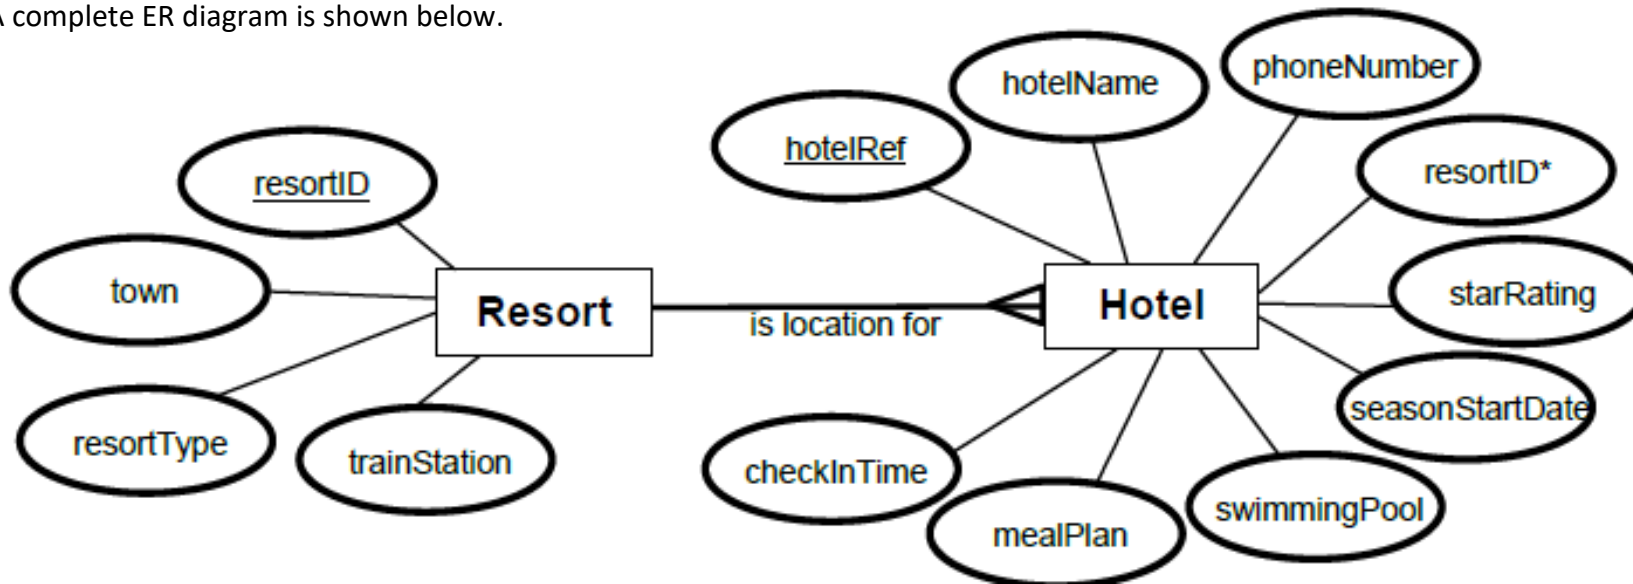 A complete ER diagram is shown below.
phoneNumber
hotelName
hotelRef
resortID*
resortID
town
Resort
is location for
Hotel
starRating
seasonStartDate
resortType
trainStation
checkInTime
mealPlan
swimmingPool